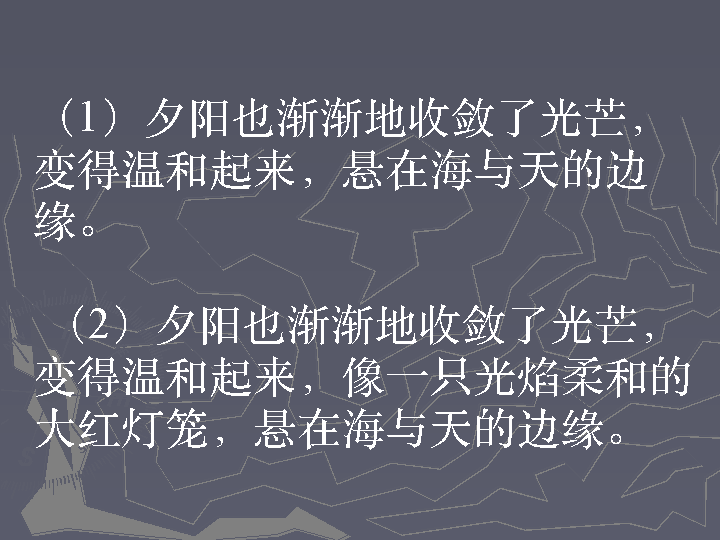 （1）夕阳也渐渐地收敛了光芒，
变得温和起来，悬在海与天的边
缘。
（2）夕阳也渐渐地收敛了光芒，
变得温和起来，像一只光焰柔和的
大红灯笼，悬在海与天的边缘。